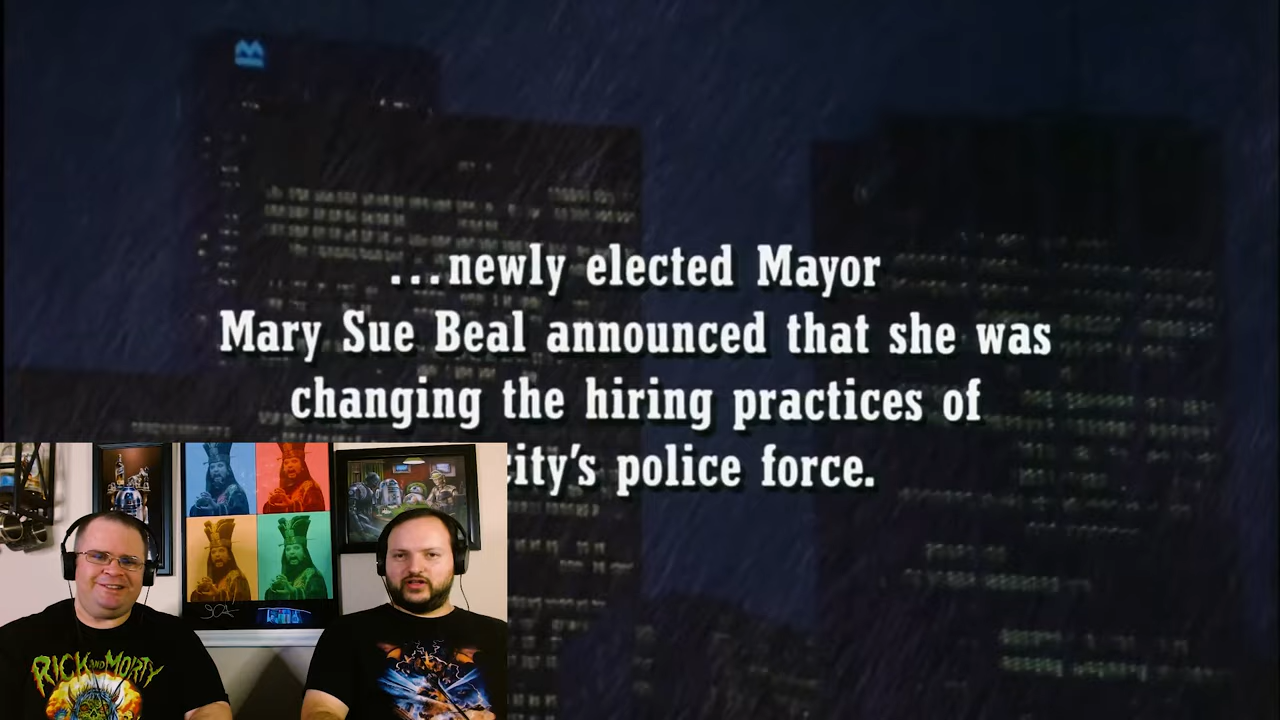 ...newly elected Mayor
Mary Sue Beal announced that she was
changing the hiring practices of
city's police force.
RICK AND MORTY